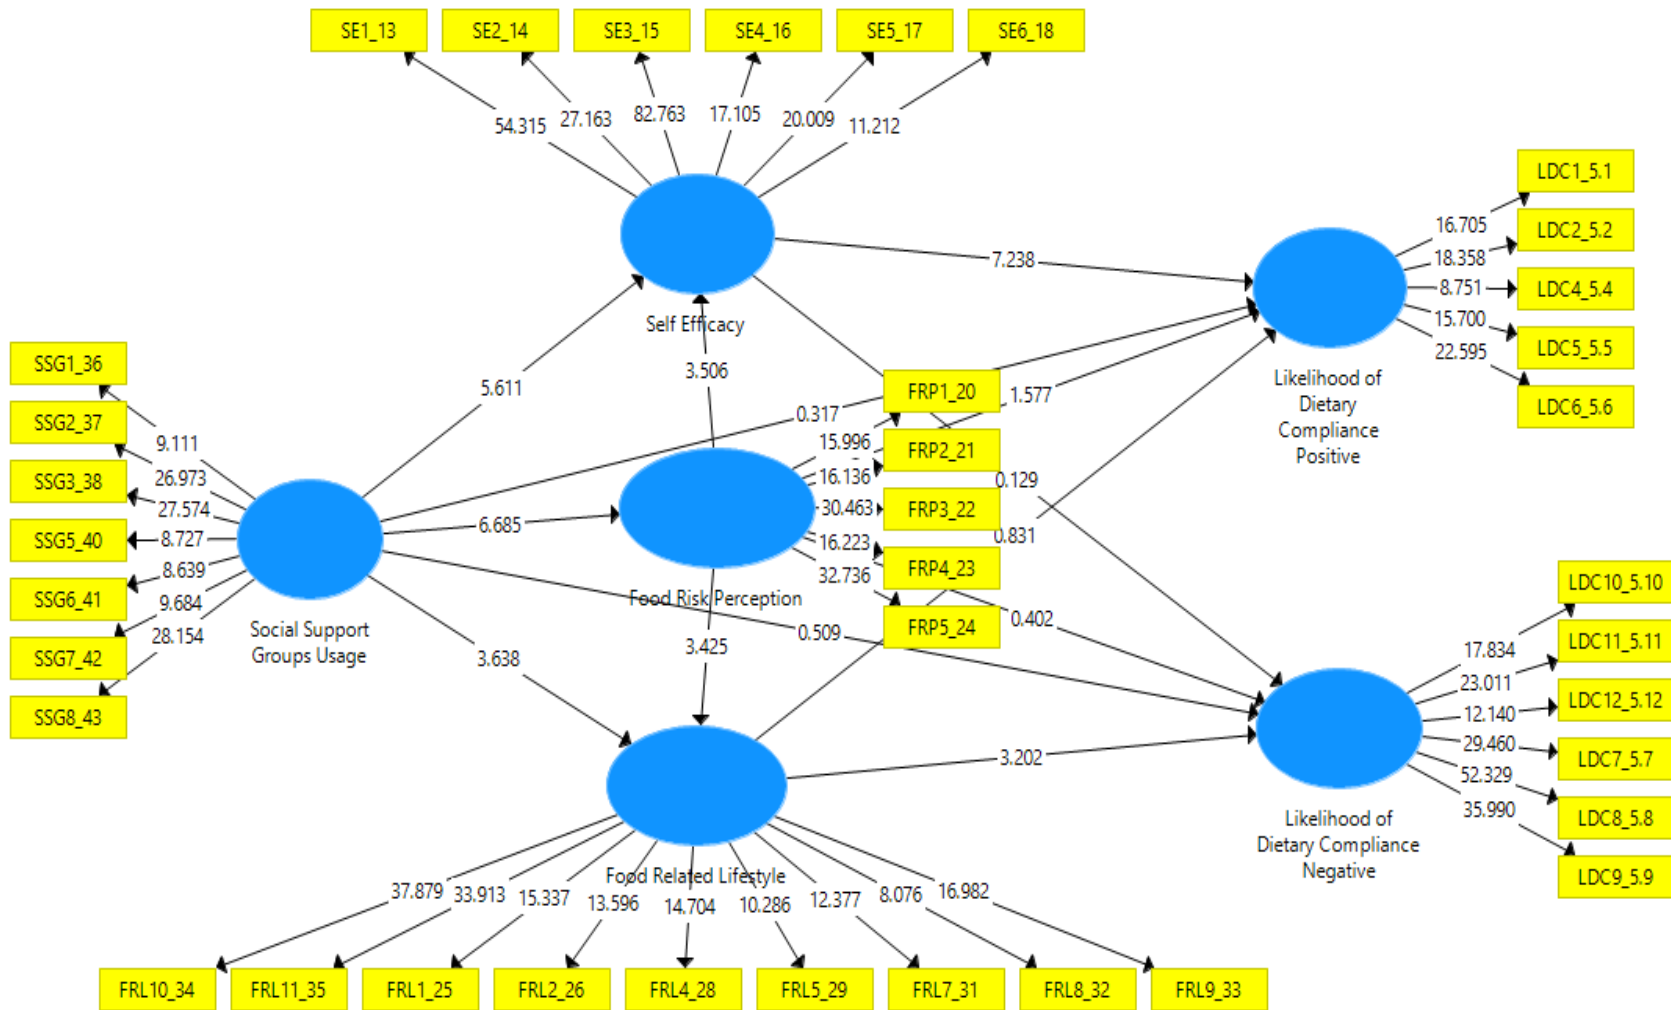 SE1_13 SE2_14 SE3_15 SE4_16 SE5_17 SE6_18
54.315 27.163 82.763 17.105 20.009 11.212
Self Efficacy
7.238
LDC1_5.1
LDC2_5.2
LDC4_5.4
LDC5_5.5
LDC6_5.6
16.705
18.358
8.751
15.700
22.595
Likelihood of
Dietary
Compliance
Positive
SSG1_36
SSG2_37
SSG3_38
SSG5_40
SSG6_41
SSG7_42
SSG8_43
9.111
26.973
27.574
8.727
8.639
9.684
28.154
Social Support
Groups Usage
5.611
3.506
0.317
1.577
6.685
0.129
0.831
FRP1_20
FRP2_21
FRP3_22
FRP4_23
FRP5_24
15.996
16.136
30.463
16.223
32.736
Food Risk Perception
0.509
0.402
3.638
3.425
3.202
LDC10_5.10
LDC11_5.11
LDC12_5.12
LDC7_5.7
LDC8_5.8
LDC9_5.9
17.834
23.011
12.140
29.460
52.329
35.990
Likelihood of
Dietary Compliance
Negative
Food Related Lifestyle
37.879 33.913 15.337 13.596 14.704 10.286 12.377 8.076 16.982
FRL10_34 FRL11_35 FRL1_25 FRL2_26 FRL4_28 FRL5_29 FRL7_31 FRL8_32 FRL9_33